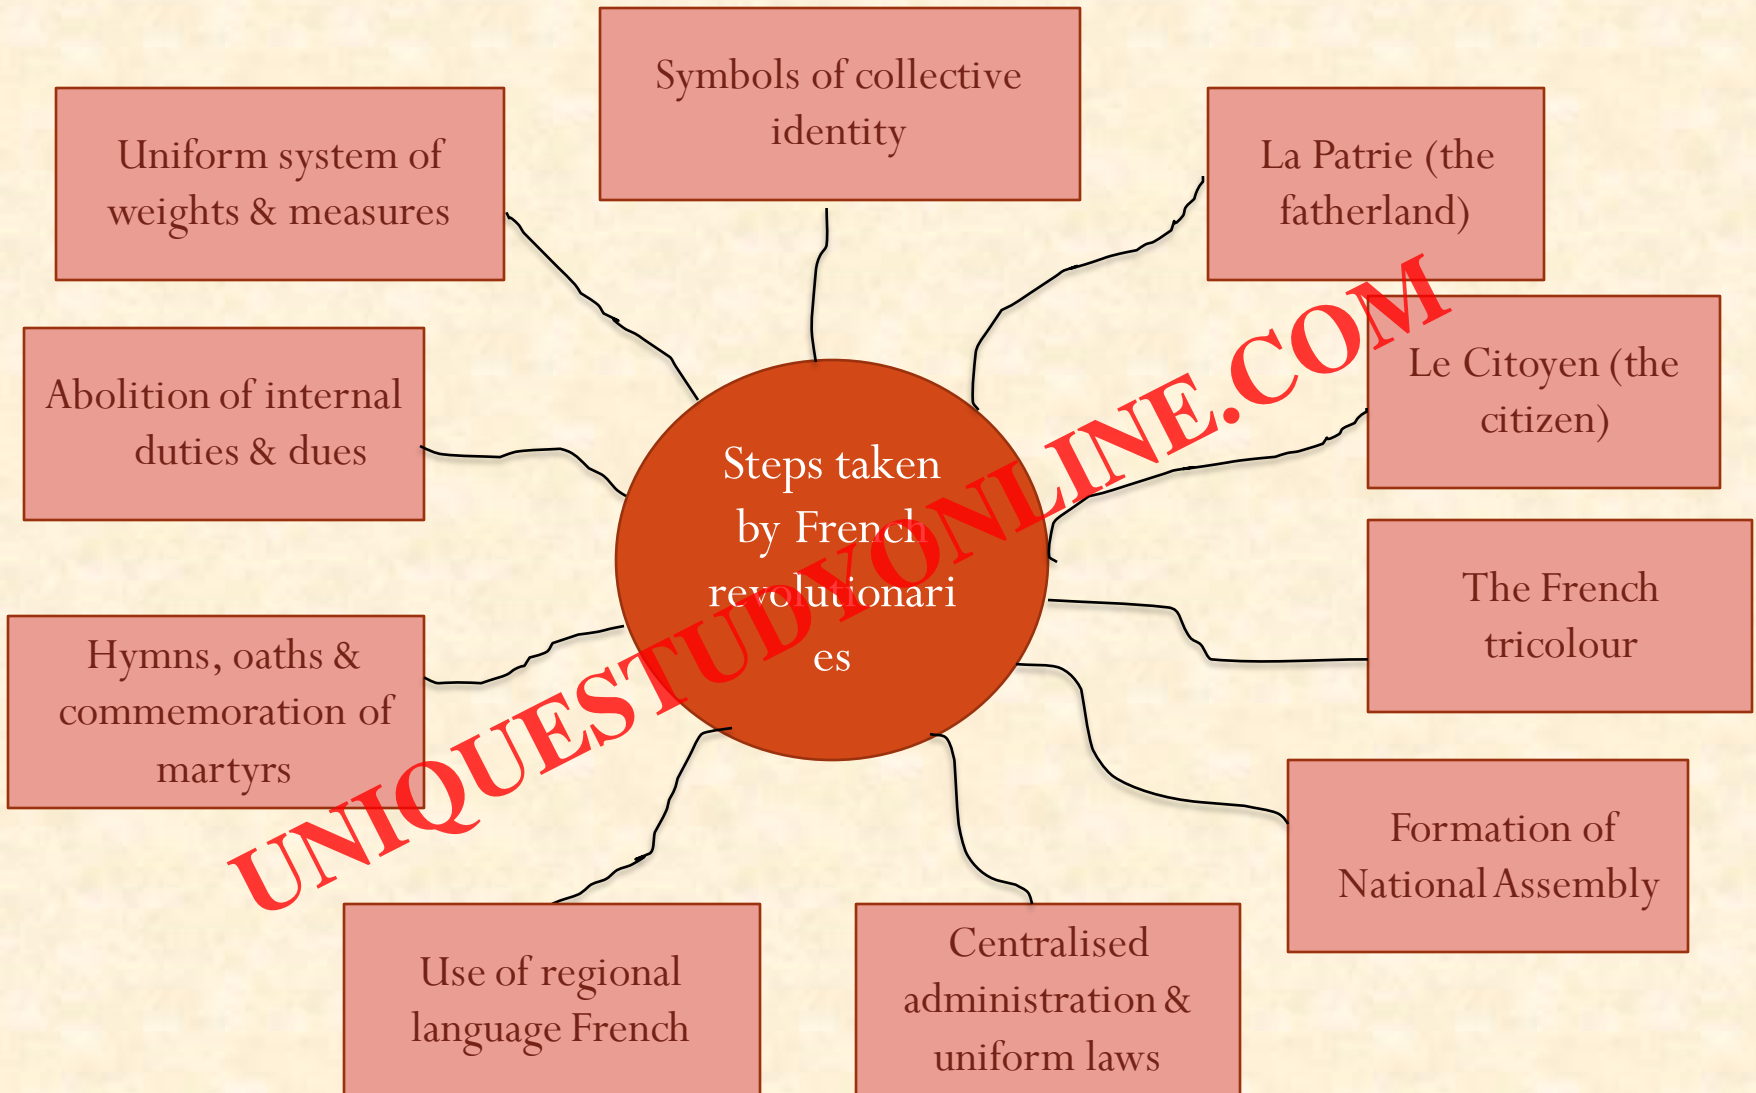 Symbols of collective
identity
Uniform system of
weights & measures
La Patrie (the
fatherland)
Le Citoyen (the
citizen)
Abolition of internal
duties & dues
Steps taken
by French
revolutionari
es
The French
tricolour
Hymns, oaths &
commemoration of
martyrs
Formation of
National Assembly
Use of regional
language French
Centralised
administration &
uniform laws
UNIQUESTUDYONLINE.COM